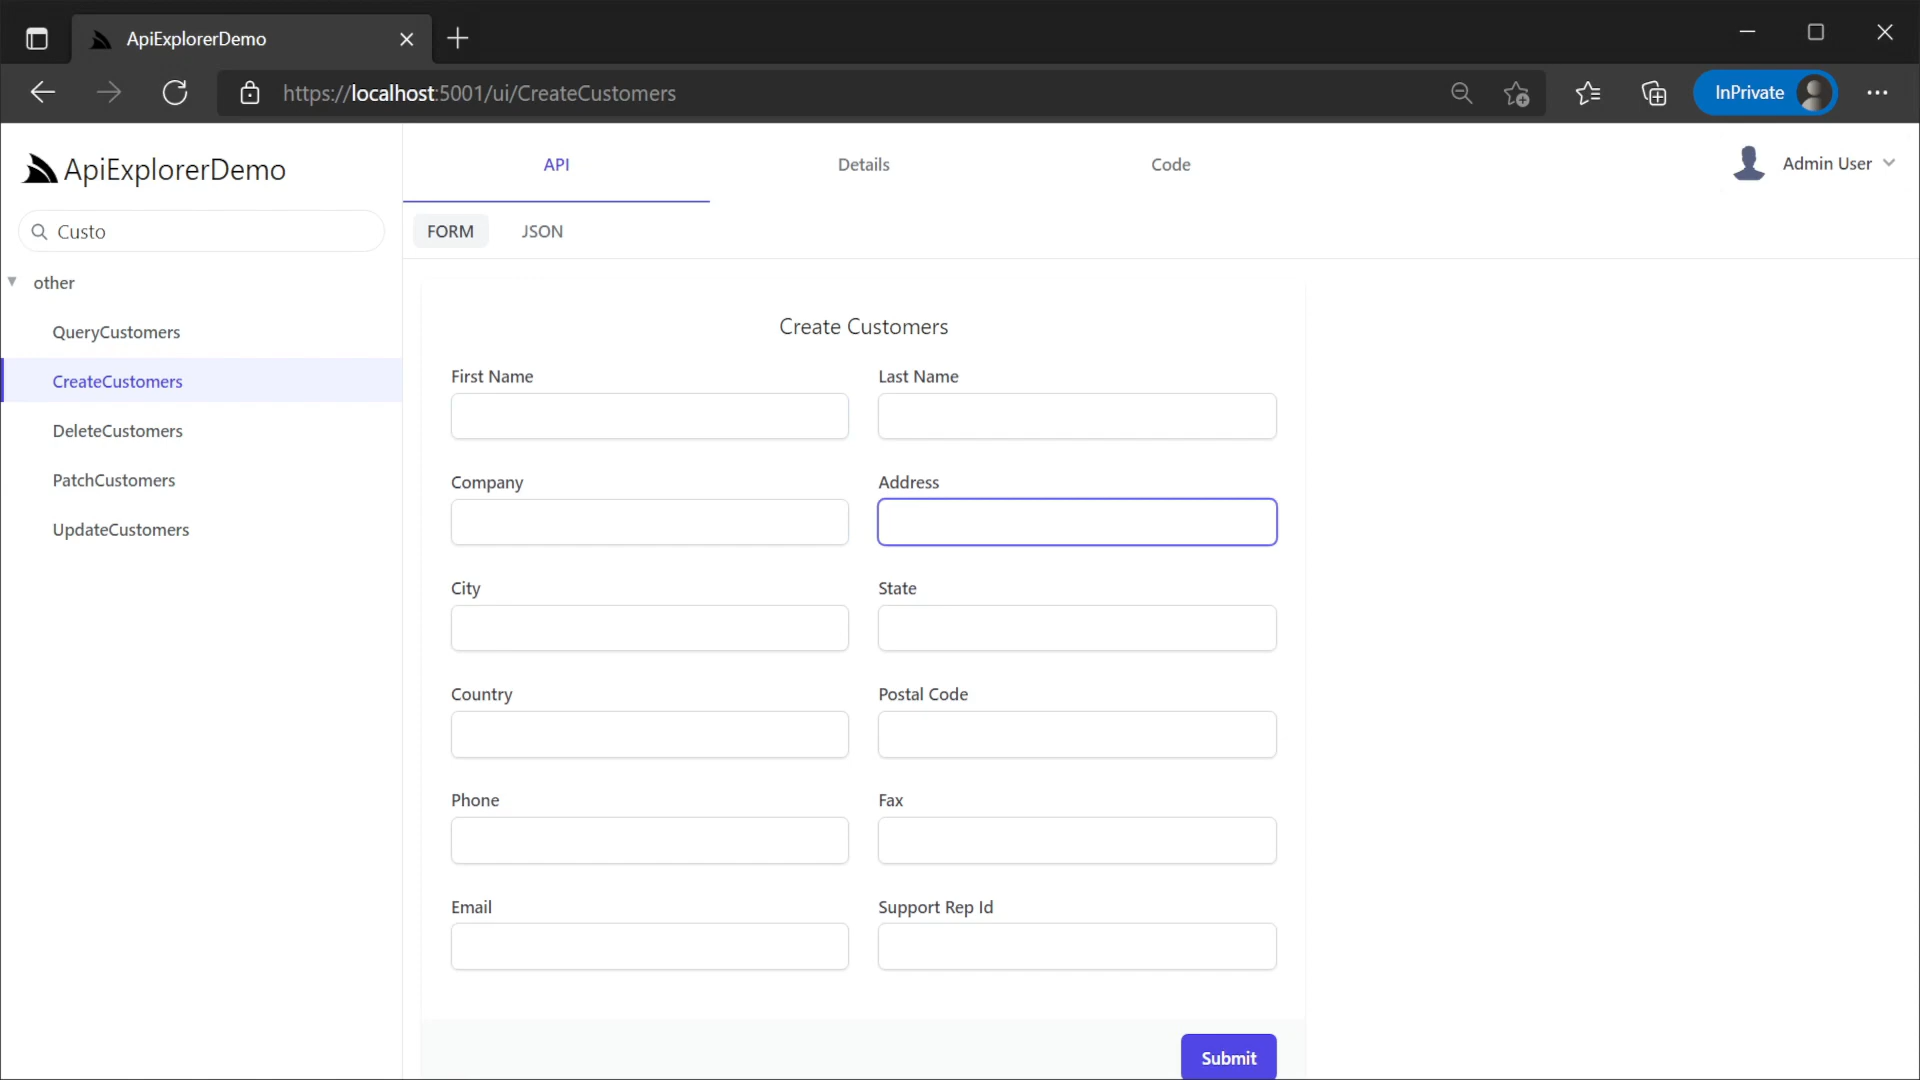 ApiExplorerDemo
https://localhost:5001/ui/CreateCustomers
InPrivate
ApiExplorerDemo
API
Details
Code
Admin User
Custo
FORM
JSON
other
QueryCustomers
CreateCustomers
DeleteCustomers
PatchCustomers
UpdateCustomers
Create Customers
First Name
Last Name
Company
Address
City
State
Country
Postal Code
Phone
Fax
Email
Support Rep Id
Submit